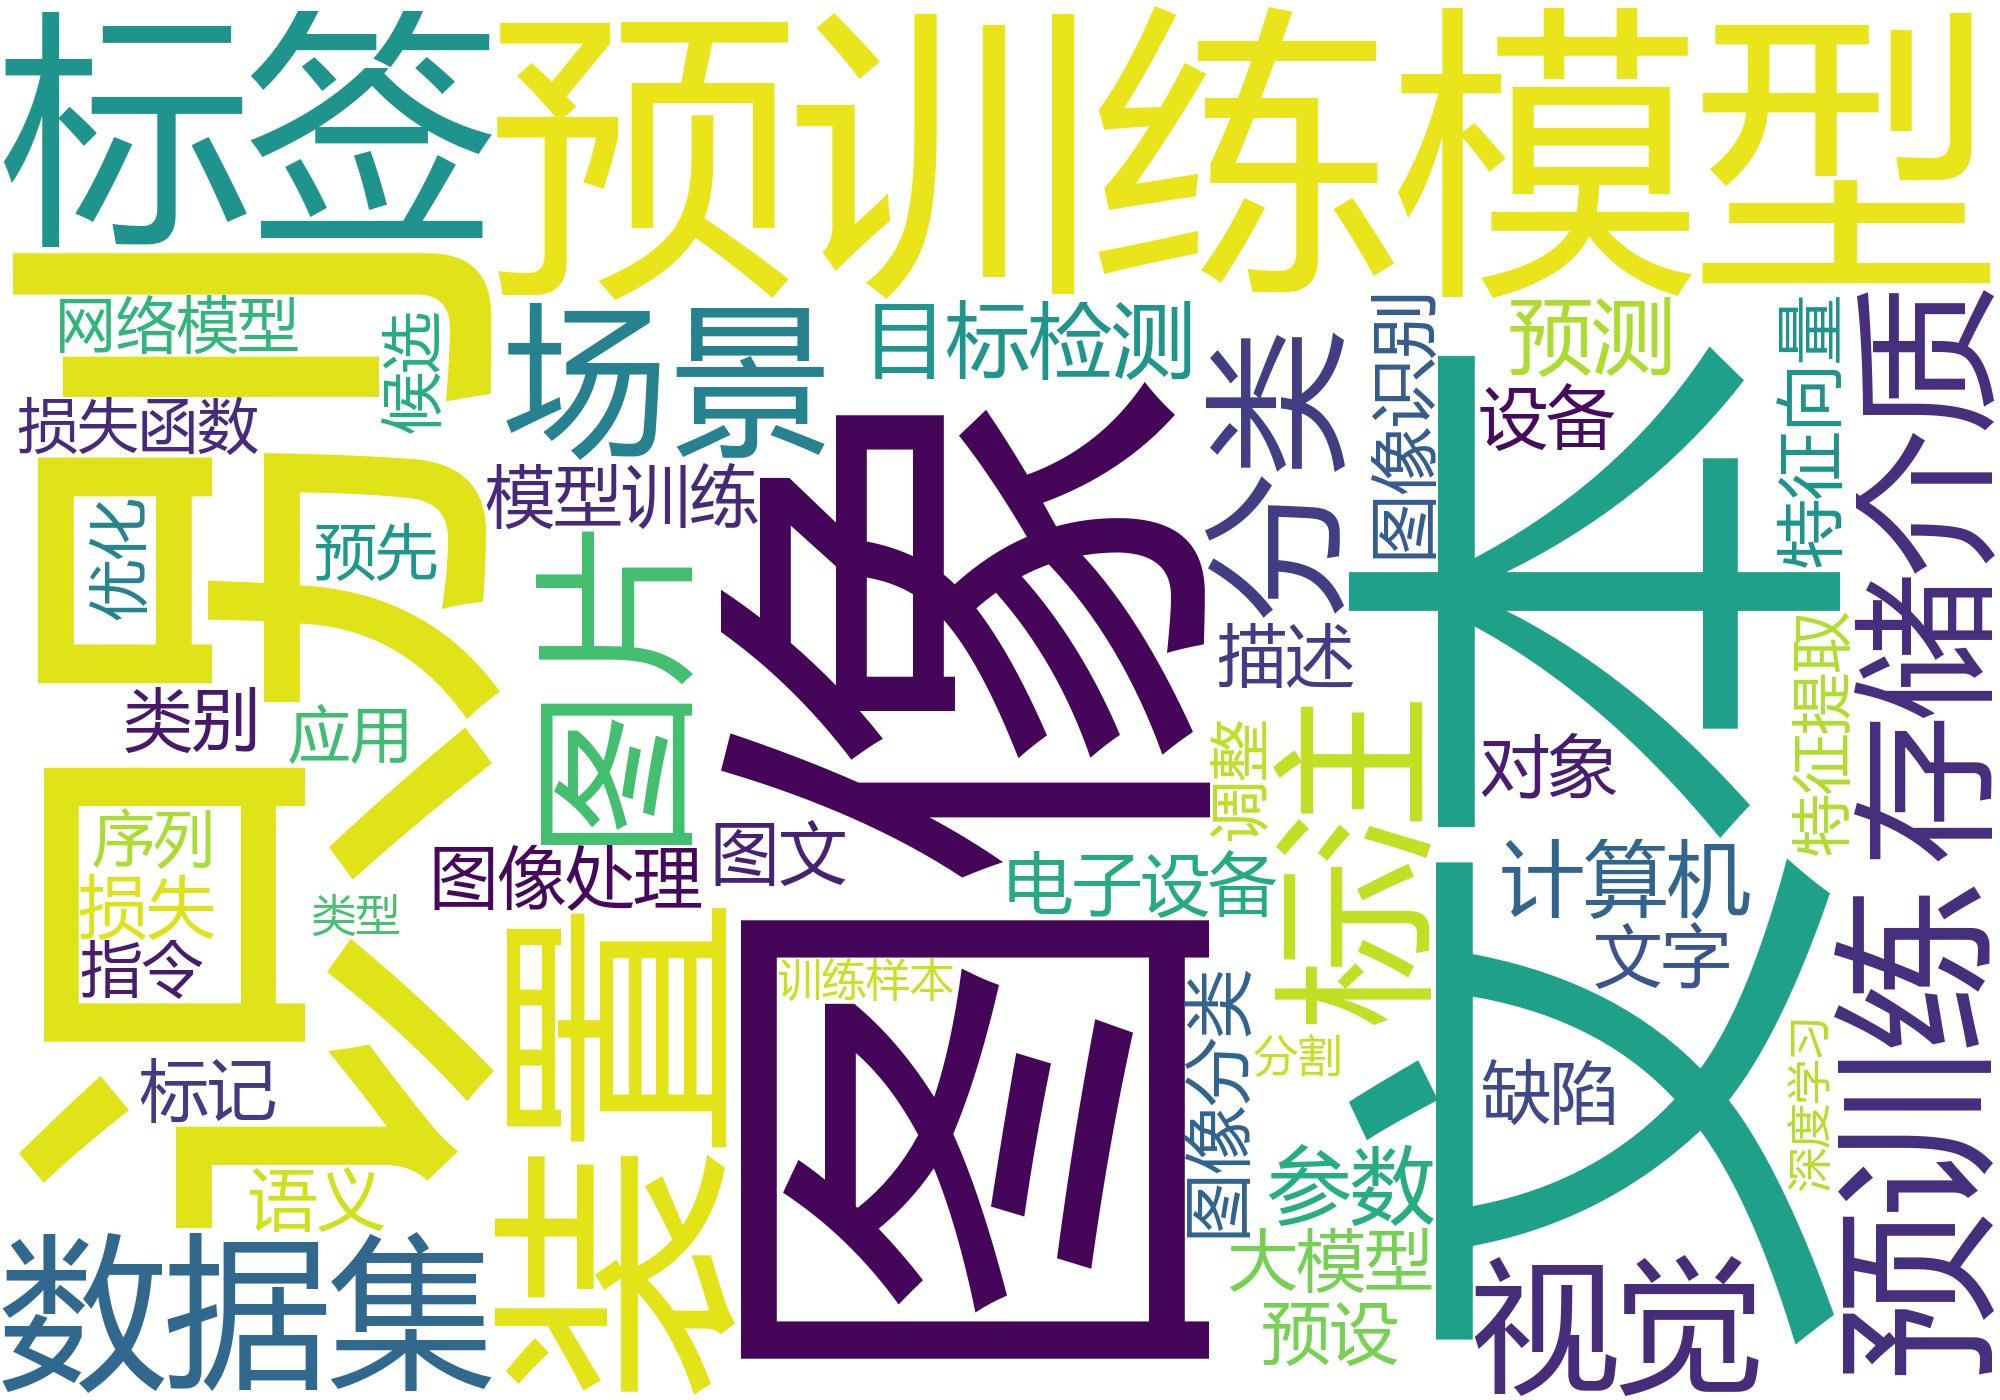 标签
预训练模型
识别
网络模型
候选
场景
目标检测
图像识别
预测
特征向量
存储介质
损失函数
模型训练
图像
分类
设备
文本
优化
预先
图片
描述
特征提取
类别
应用
调整
标注
对象
序列
损失
类型
图像处理
图文
电子设备
计算机
文字
指令
装置
训练样本
图像分类
分割
深度学习
预训练
标记
缺陷
语义
参数
数据集
大模型
预设
视觉